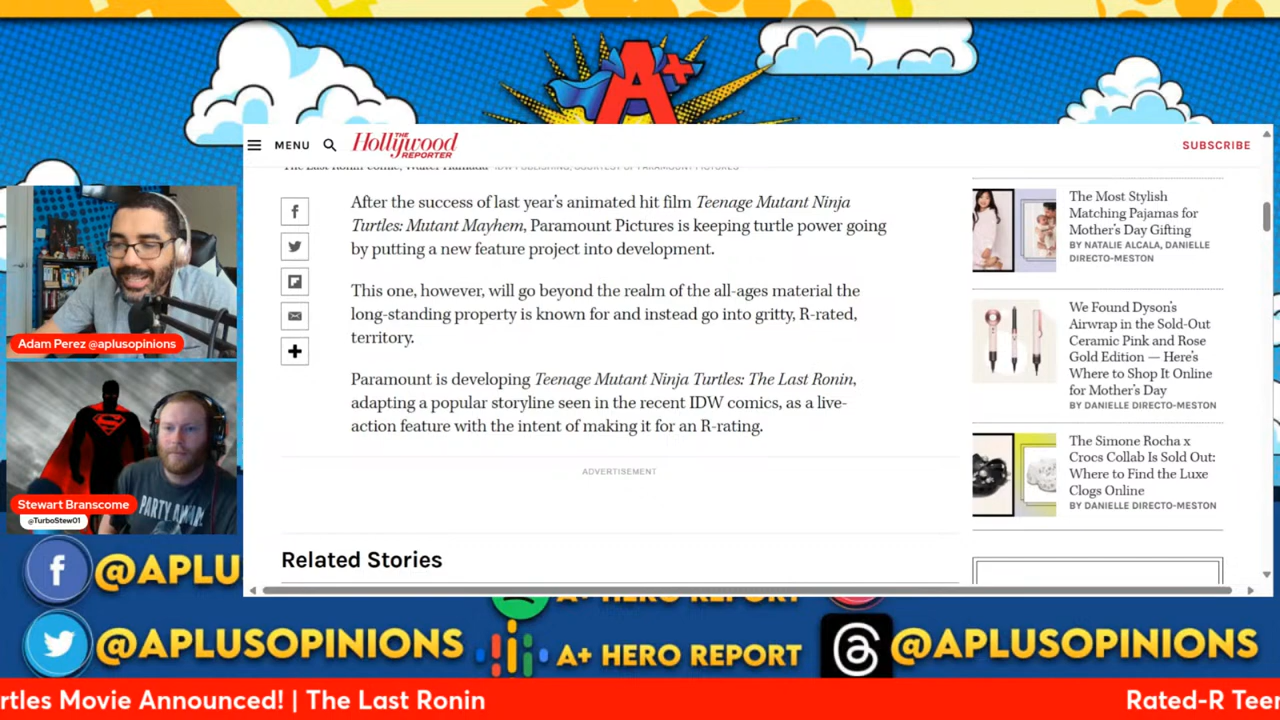 A+
MENU
THE
Hollywood
REPORTER
SUBSCRIBE
After the success of last year's animated hit film Teenage Mutant Ninja
Turtles: Mutant Mayhem, Paramount Pictures is keeping turtle power going
by putting a new feature project into development.
This one, however, will go beyond the realm of the all-ages material the
long-standing property is known for and instead go into gritty, R-rated,
territory.
Paramount is developing Teenage Mutant Ninja Turtles: The Last Ronin,
adapting a popular storyline seen in the recent IDW comics, as a live-
action feature with the intent of making it for an R-rating.
ADVERTISEMENT
Related Stories
The Most Stylish
Matching Pajamas for
Mother's Day Gifting
BY NATALIE ALCALA, DANIELLE
DIRECTO-MESTON
We Found Dyson's
Airwrap in the Sold-Out
Ceramic Pink and Rose
Gold Edition — Here's
Where to Shop It Online
for Mother's Day
BY DANIELLE DIRECTO-MESTON
The Simone Rocha x
Crocs Collab Is Sold Out:
Where to Find the Luxe
Clogs Online
BY DANIELLE DIRECTO-MESTON
Adam Perez @aplusopinions
PARTY
Stewart Branscome
@TurboStew01
@APLU
A+ HERO REPORT
@APLUSOPINIONS
A+ HERO REPORT
@APLUSOPINIONS
rtles Movie Announced! | The Last Ronin
Rated-R Teen